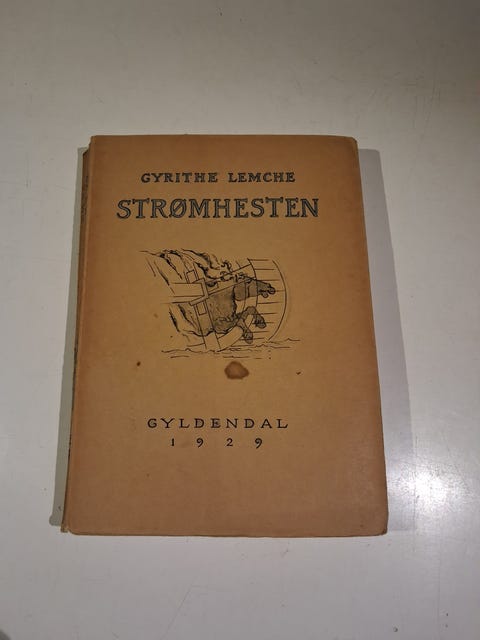 GYRITHE LEMCHE
STRØMHESTEN
GYLDENDAL
1929